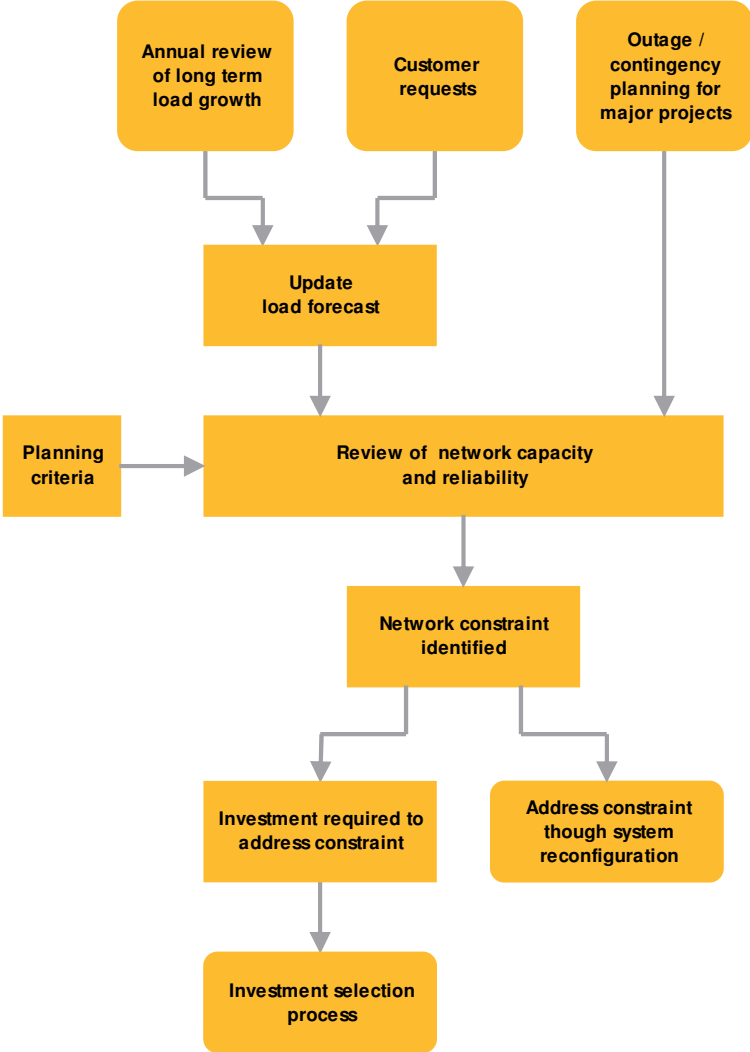 Annual review
of long term
load growth
Customer
requests
Outage /
contingency
planning for
major projects
Update
load forecast
Planning
criteria
Review of network capacity
and reliability
Network constraint
identified
Investment required to
address constraint
Address constraint
though system
reconfiguration
Investment selection
process